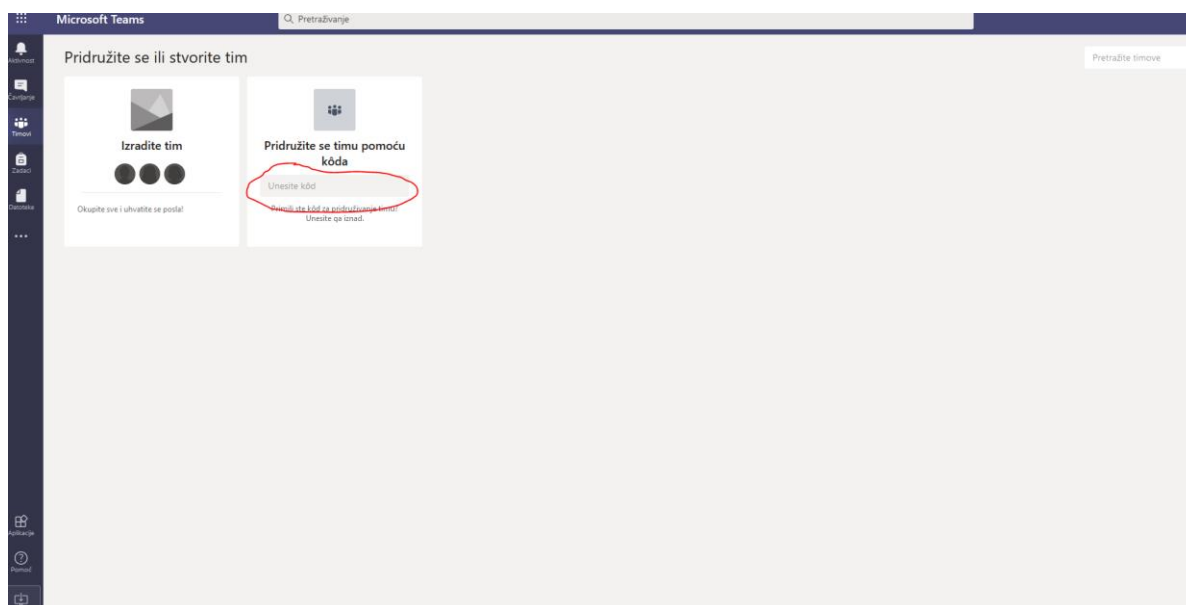 Microsoft Teams
Pretraživanje
Aktivnost
Čavrljanje
Timovi
Zadaci
Datoteke
Pridružite se ili stvorite tim
Pretražite timove
Izradite tim
Okupite sve i uhvatite se posla!
Pridružite se timu pomoću
kôda
Unesite kôd
Primili ste kôd za pridruživanje timu?
Unesite ga iznad.
Aplikacije
Pomoć